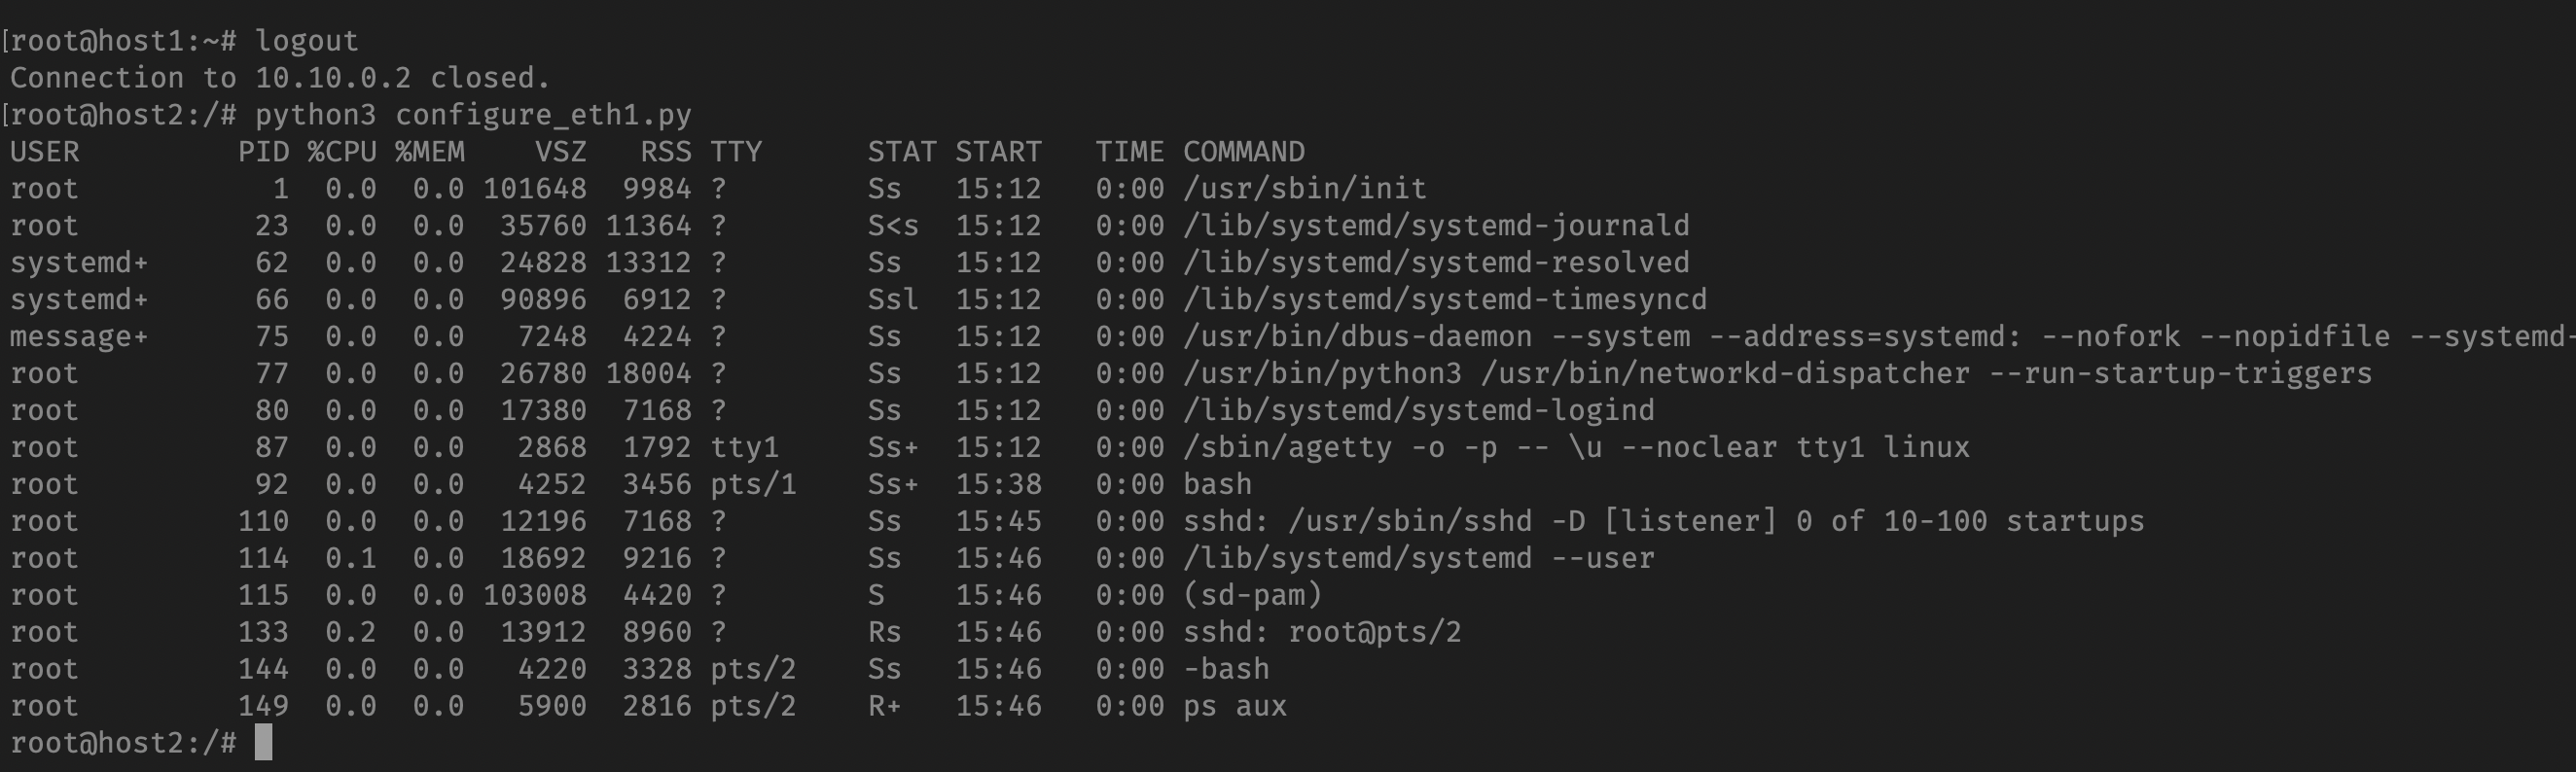 [root@host1:~# logout
Connection to 10.10.0.2 closed.
[root@host2:/# python3 configure_eth1.py
USER         PID %CPU %MEM    VSZ   RSS TTY      STAT START   TIME COMMAND
root           1  0.0  0.0 101648  9984 ?        Ss   15:12   0:00 /usr/sbin/init
root          23  0.0  0.0  35760 11364 ?        S<s  15:12   0:00 /lib/systemd/systemd-journald
systemd+      62  0.0  0.0  24828 13312 ?        Ss   15:12   0:00 /lib/systemd/systemd-resolved
systemd+      66  0.0  0.0  90896  6912 ?        Ssl  15:12   0:00 /lib/systemd/systemd-timesyncd
message+      75  0.0  0.0   7248  4224 ?        Ss   15:12   0:00 /usr/bin/dbus-daemon --system --address=systemd: --nofork --nopidfile --systemd-
root          77  0.0  0.0  26780 18004 ?        Ss   15:12   0:00 /usr/bin/python3 /usr/bin/networkd-dispatcher --run-startup-triggers
root          80  0.0  0.0  17380  7168 ?        Ss   15:12   0:00 /lib/systemd/systemd-logind
root          87  0.0  0.0   2868  1792 tty1     Ss+  15:12   0:00 /sbin/agetty -o -p -- \u --noclear tty1 linux
root          92  0.0  0.0   4252  3456 pts/1    Ss+  15:38   0:00 bash
root         110  0.0  0.0  12196  7168 ?        Ss   15:45   0:00 sshd: /usr/sbin/sshd -D [listener] 0 of 10-100 startups
root         114  0.1  0.0  18692  9216 ?        Ss   15:46   0:00 /lib/systemd/systemd --user
root         115  0.0  0.0 103008  4420 ?        S    15:46   0:00 (sd-pam)
root         133  0.2  0.0  13912  8960 ?        Rs   15:46   0:00 sshd: root@pts/2
root         144  0.0  0.0   4220  3328 pts/2    Ss   15:46   0:00 -bash
root         149  0.0  0.0   5900  2816 pts/2    R+   15:46   0:00 ps aux
root@host2:/#